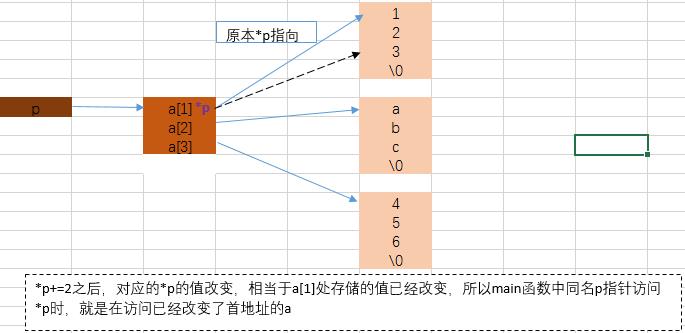 原本*p指向
1
2
3
\0
p
a[1] *p
a[2]
a[3]
a
b
c
\0
4
5
6
\0
*p+=2之后，对应的*p的值改变，相当于a[1]处存储的值已经改变，所以main函数中同名p指针访问
*p时，就是在访问已经改变了首地址的a